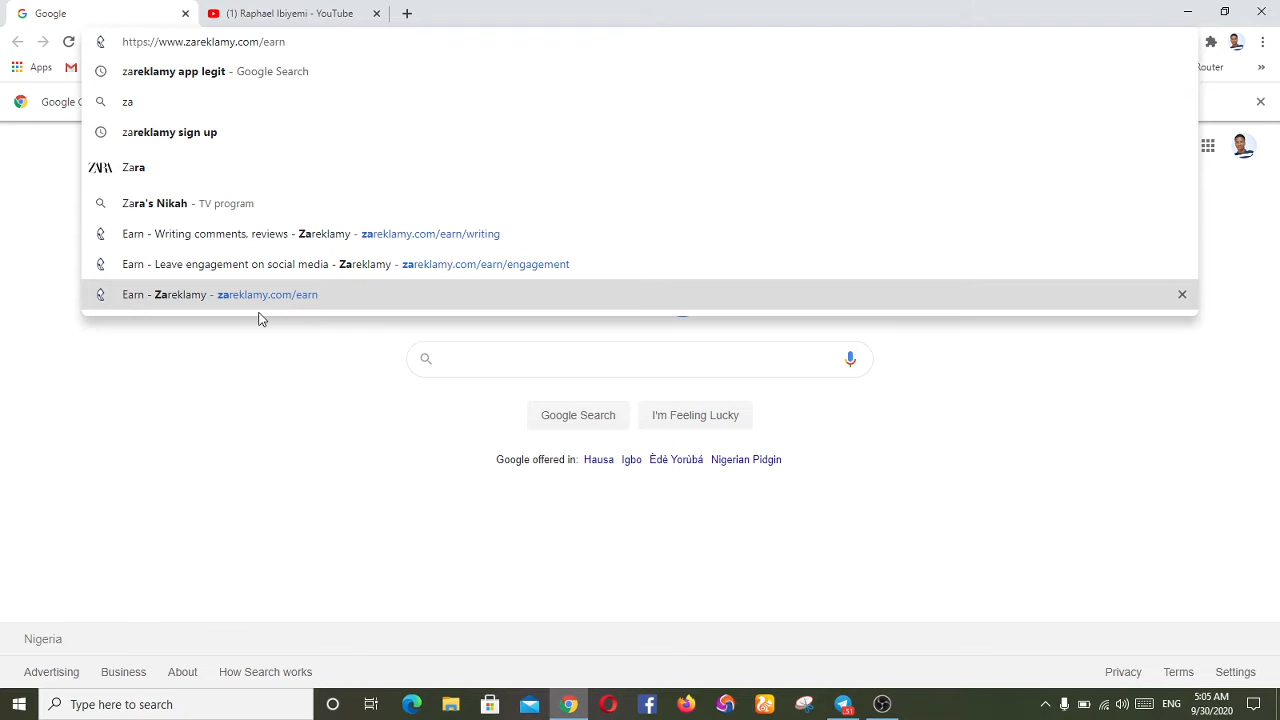 Google
(1) Raphael Ibiyemi - YouTube
https://www.zareklamy.com/earn
Apps
Router
zareklamy app legit - Google Search
Google C
za
zareklamy sign up
ZARA Zara
Zara's Nikah - TV program
Earn - Writing comments, reviews - Zareklamy - zareklamy.com/earn/writing
Earn - Leave engagement on social media - Zareklamy - zareklamy.com/earn/engagement
Earn - Zareklamy - zareklamy.com/earn
Google Search
I'm Feeling Lucky
Google offered in: Hausa Igbo Èdè Yorùbá Nigerian Pidgin
Nigeria
Advertising Business About How Search works
Privacy Terms Settings
Type here to search
51
ENG
5:05 AM
9/30/2020